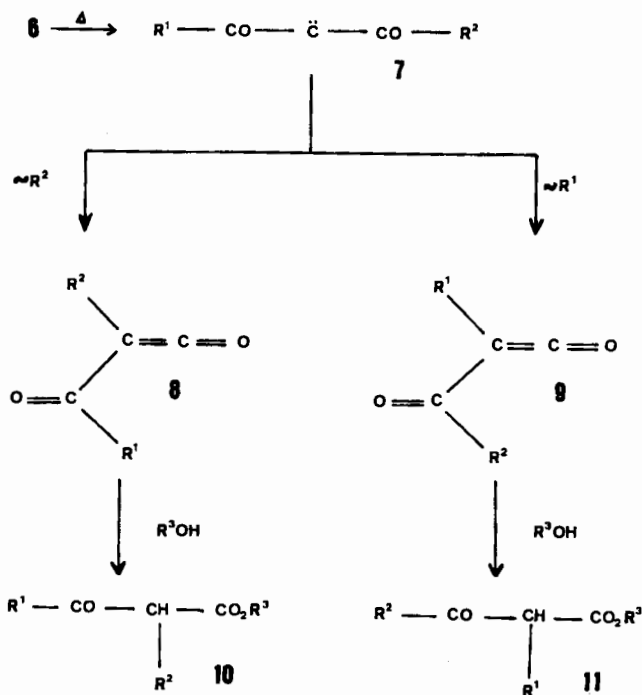 6 Δ R¹ — CO — C̈ — CO — R²
7
~R² ~R¹
R² R¹
C = C = O C = C = O
8 9
O=C O=C
R¹ R²
R³OH R³OH
R¹ — CO — CH — CO₂R³ R² — CO — CH — CO₂R³
R² 10 R¹ 11